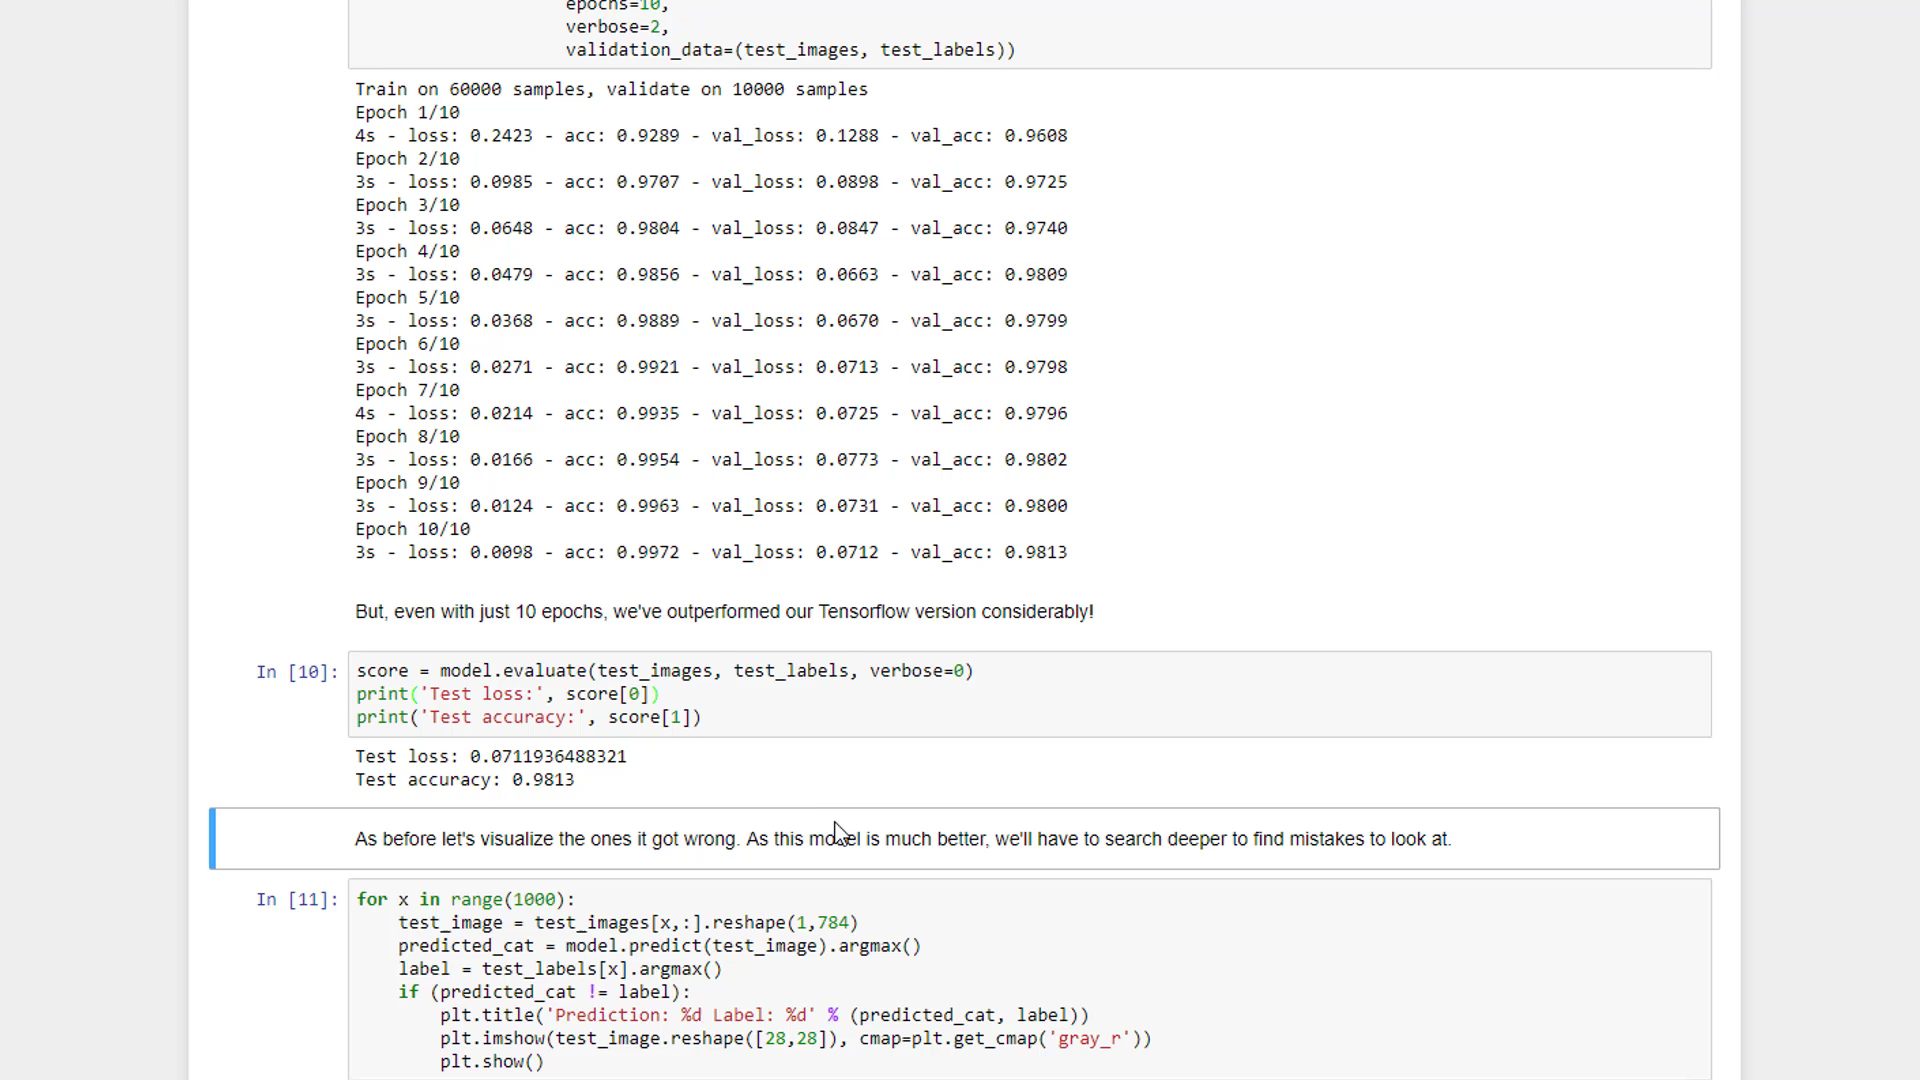 epochs=10,
verbose=2,
validation_data=(test_images, test_labels))
Train on 60000 samples, validate on 10000 samples
Epoch 1/10
4s - loss: 0.2423 - acc: 0.9289 - val_loss: 0.1288 - val_acc: 0.9608
Epoch 2/10
3s - loss: 0.0985 - acc: 0.9707 - val_loss: 0.0898 - val_acc: 0.9725
Epoch 3/10
3s - loss: 0.0648 - acc: 0.9804 - val_loss: 0.0847 - val_acc: 0.9740
Epoch 4/10
3s - loss: 0.0479 - acc: 0.9856 - val_loss: 0.0663 - val_acc: 0.9809
Epoch 5/10
3s - loss: 0.0368 - acc: 0.9889 - val_loss: 0.0670 - val_acc: 0.9799
Epoch 6/10
3s - loss: 0.0271 - acc: 0.9921 - val_loss: 0.0713 - val_acc: 0.9798
Epoch 7/10
4s - loss: 0.0214 - acc: 0.9935 - val_loss: 0.0725 - val_acc: 0.9796
Epoch 8/10
3s - loss: 0.0166 - acc: 0.9954 - val_loss: 0.0773 - val_acc: 0.9802
Epoch 9/10
3s - loss: 0.0124 - acc: 0.9963 - val_loss: 0.0731 - val_acc: 0.9800
Epoch 10/10
3s - loss: 0.0098 - acc: 0.9972 - val_loss: 0.0712 - val_acc: 0.9813
But, even with just 10 epochs, we've outperformed our Tensorflow version considerably!
In [10]: score = model.evaluate(test_images, test_labels, verbose=0)
print('Test loss:', score[0])
print('Test accuracy:', score[1])
Test loss: 0.0711936488321
Test accuracy: 0.9813
As before let's visualize the ones it got wrong. As this model is much better, we'll have to search deeper to find mistakes to look at.
In [11]: for x in range(1000):
test_image = test_images[x,:].reshape(1,784)
predicted_cat = model.predict(test_image).argmax()
label = test_labels[x].argmax()
if (predicted_cat != label):
plt.title('Prediction: %d Label: %d' % (predicted_cat, label))
plt.imshow(test_image.reshape([28,28]), cmap=plt.get_cmap('gray_r'))
plt.show()